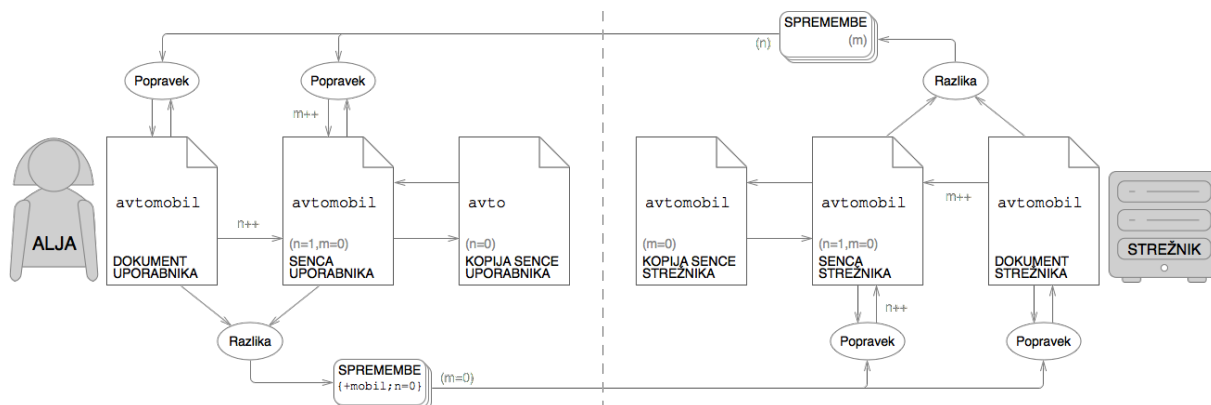 SPREMEMBE
(n)
(m)
Popravek
Popravek
Razlika
m++
avtomobil
avtomobil
avto
avtomobil
avtomobil
avtomobil
m++
n++
ALJA
(n=1,m=0)
(n=0)
(m=0)
(n=1,m=0)
STREŽNIK
DOKUMENT
UPORABNIKA
SENCA
UPORABNIKA
KOPIJA SENCE
UPORABNIKA
KOPIJA SENCE
STREŽNIKA
SENCA
STREŽNIKA
DOKUMENT
STREŽNIKA
n++
Razlika
Popravek
Popravek
SPREMEMBE
{+mobil;n=0}
(m=0)